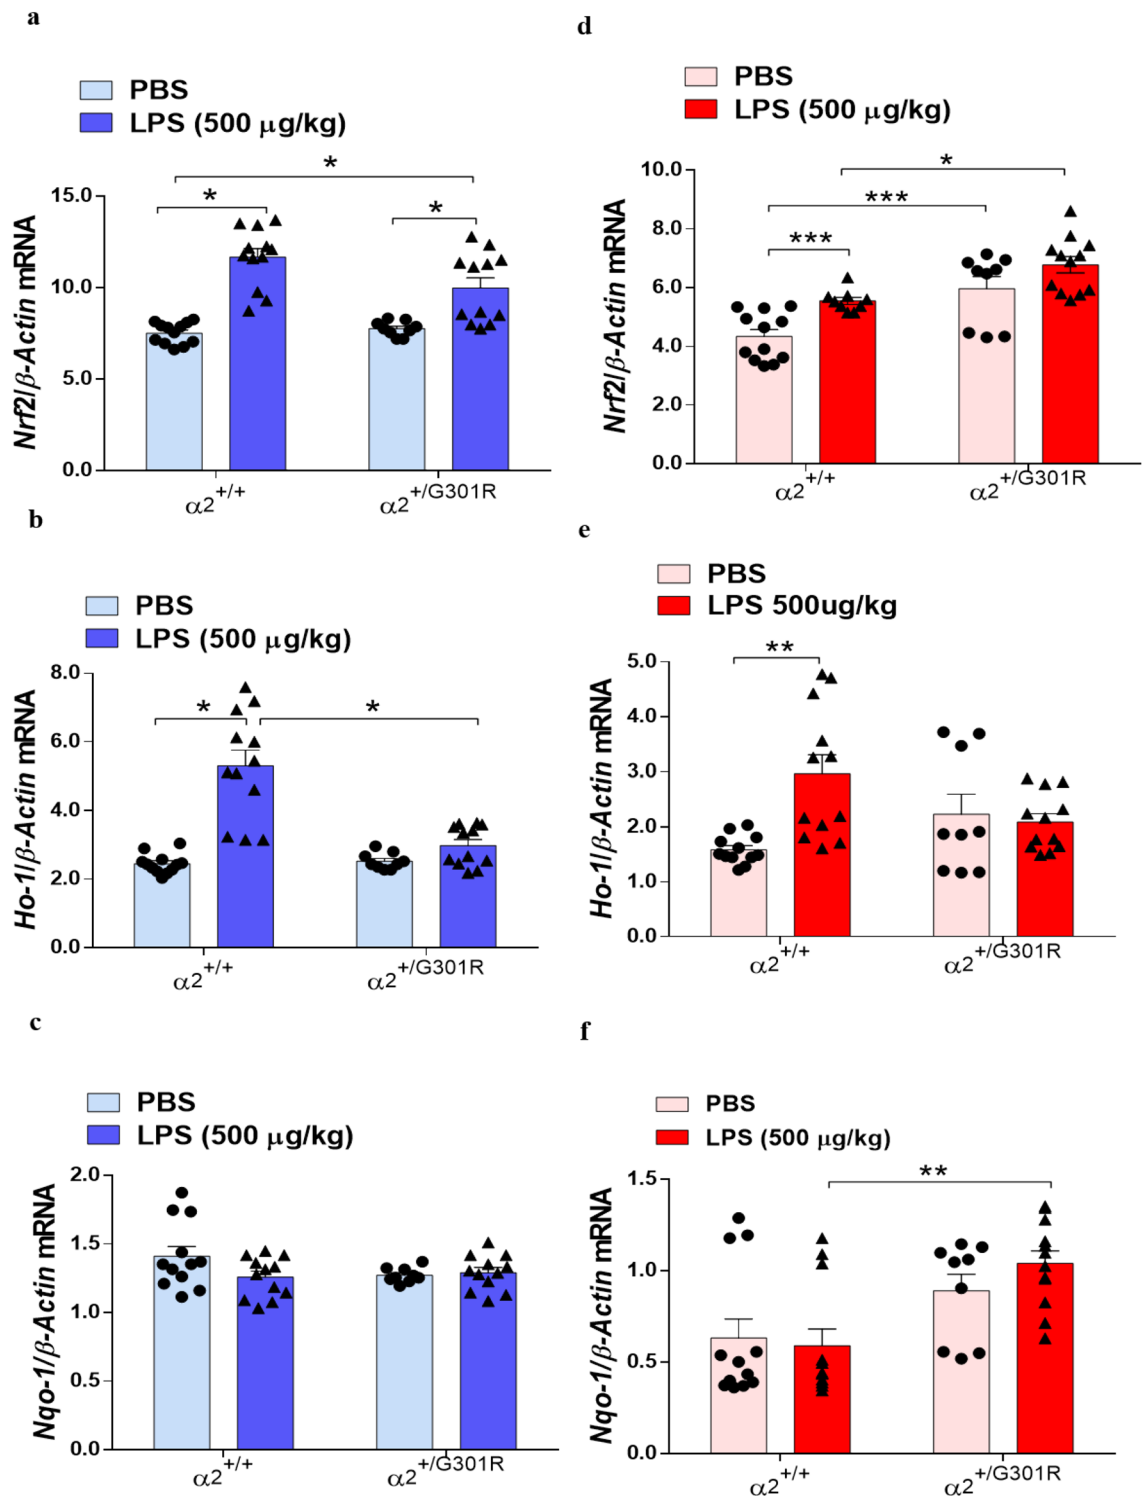 a
PBS
LPS (500 µg/kg)
*
*
*
15.0
10.0
5.0
0.0
Nrf2/β-Actin mRNA
α2+/+
α2+/G301R
b
PBS
LPS (500 µg/kg)
*
*
8.0
6.0
4.0
2.0
0.0
Ho-1/β-Actin mRNA
α2+/+
α2+/G301R
c
PBS
LPS (500 µg/kg)
2.0
1.5
1.0
0.5
0.0
Nqo-1/β-Actin mRNA
α2+/+
α2+/G301R
d
PBS
LPS (500 µg/kg)
*
***
***
10.0
8.0
6.0
4.0
2.0
0.0
Nrf2/β-Actin mRNA
α2+/+
α2+/G301R
e
PBS
LPS 500ug/kg
**
5.0
4.0
3.0
2.0
1.0
0.0
Ho-1/β-Actin mRNA
α2+/+
α2+/G301R
f
PBS
LPS (500 µg/kg)
**
1.5
1.0
0.5
0.0
Nqo-1/β-Actin mRNA
α2+/+
α2+/G301R